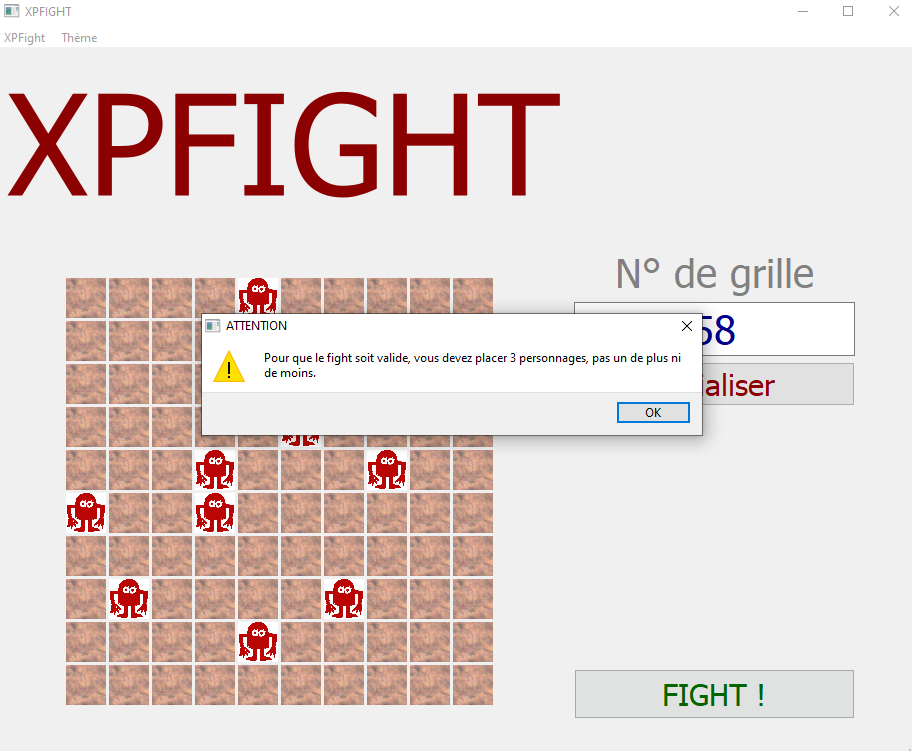 XPFIGHT
XPFight Thème
XPFIGHT
N° de grille
58
ATTENTION
Pour que le fight soit valide, vous devez placer 3 personnages, pas un de plus ni
de moins.
OK
FIGHT !